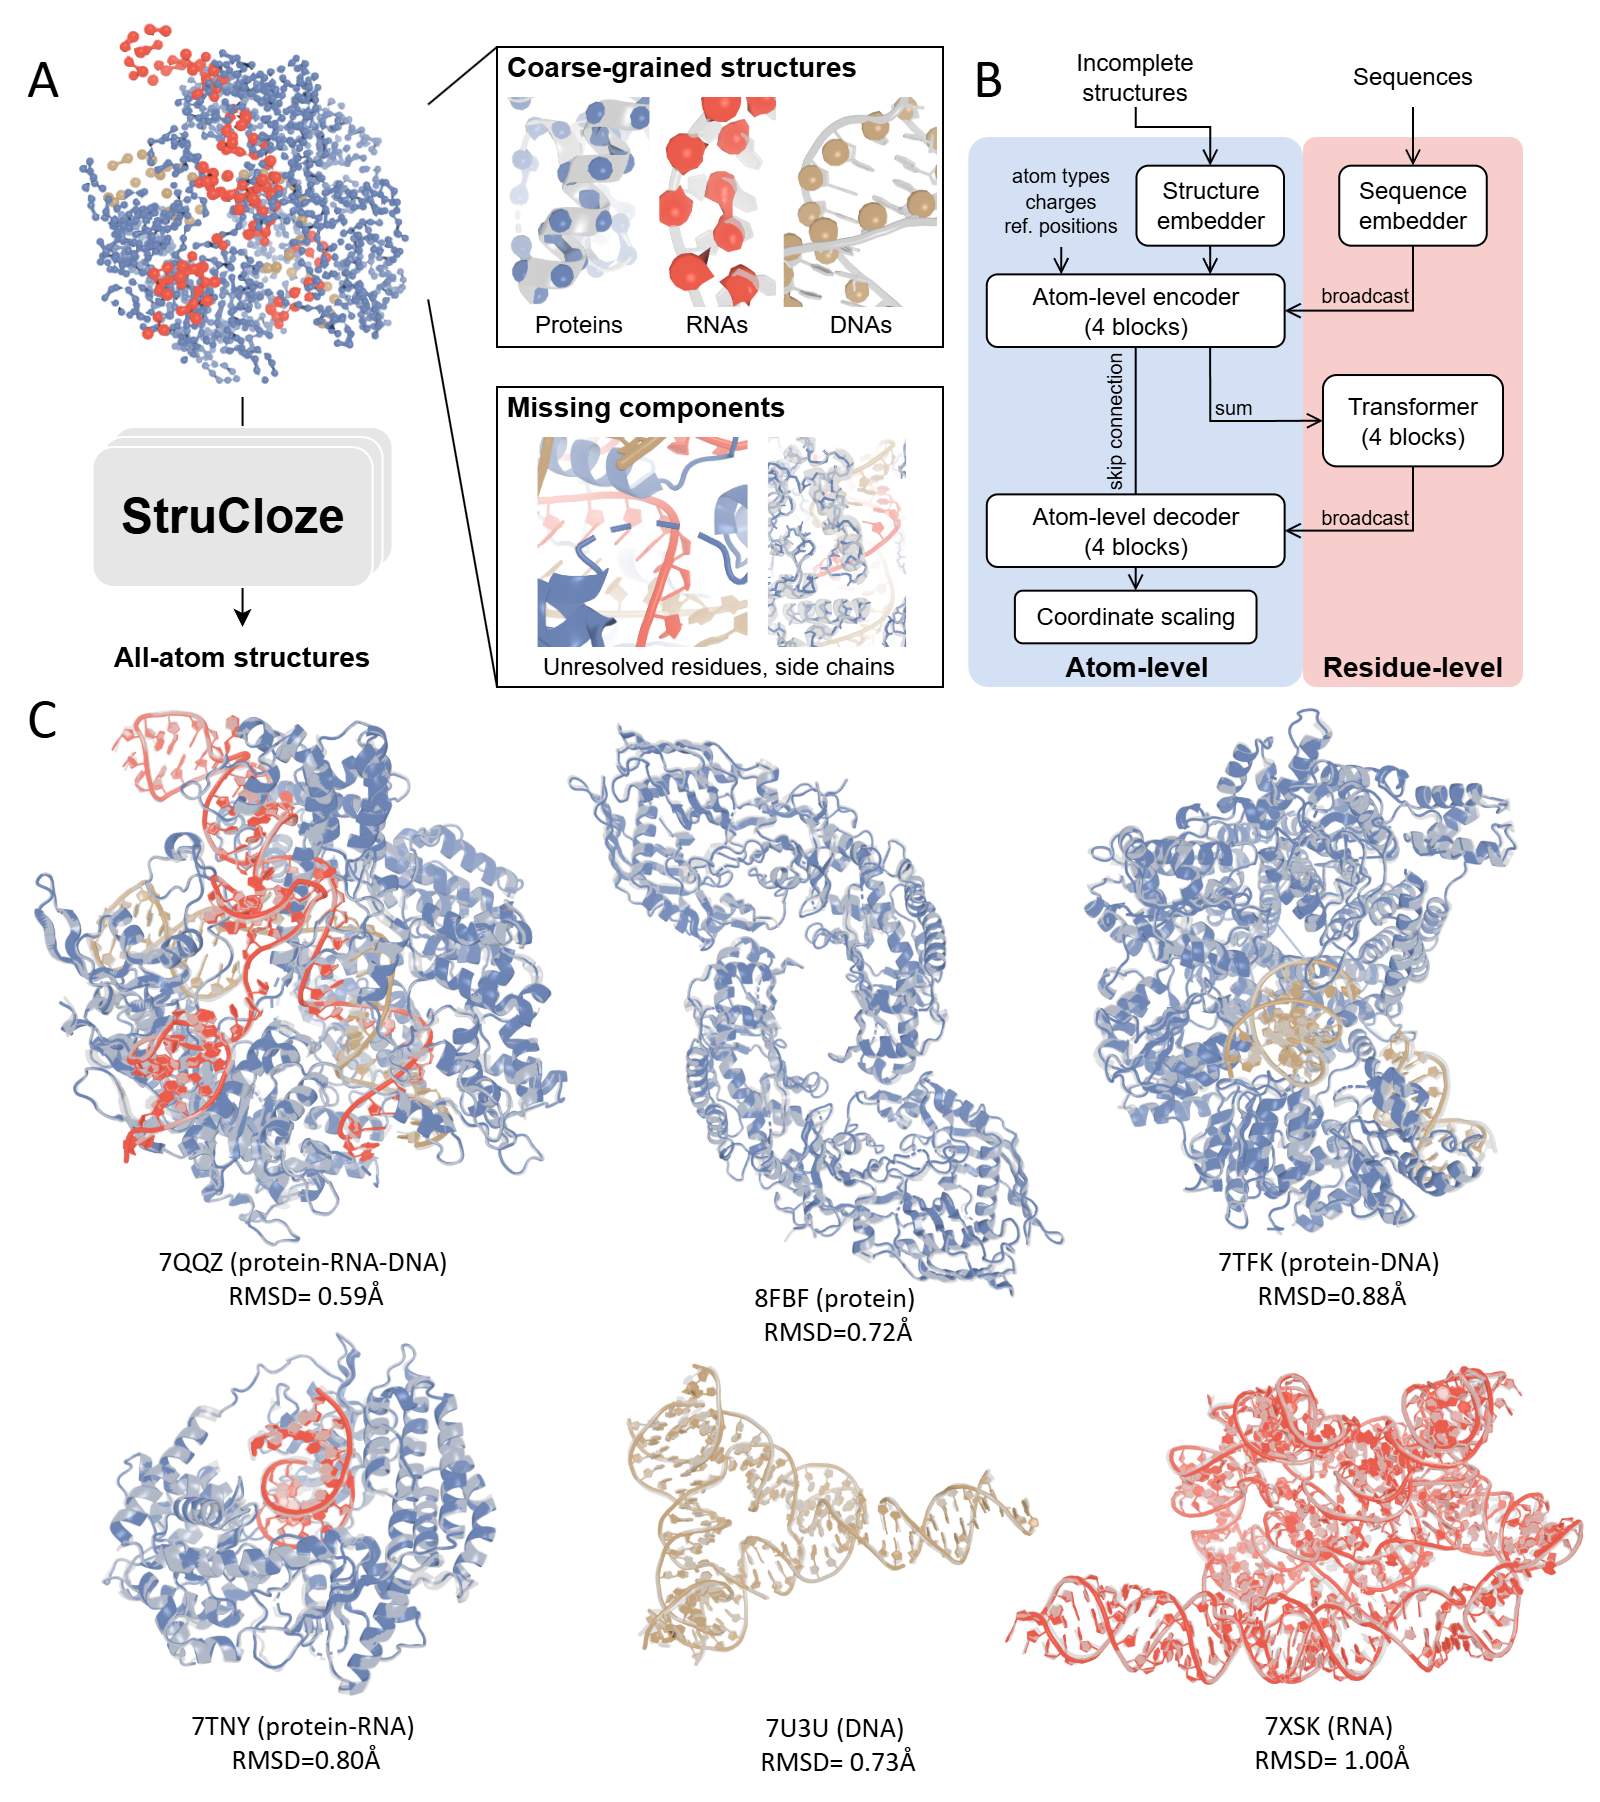 A
Coarse-grained structures
Proteins
RNAs
DNAs
StruCloze
All-atom structures
Missing components
Unresolved residues, side chains
B
Incomplete
structures
Sequences
atom types
charges
ref. positions
Structure
embedder
Sequence
embedder
Atom-level encoder
(4 blocks)
broadcast
skip connection
sum
Transformer
(4 blocks)
Atom-level decoder
(4 blocks)
broadcast
Coordinate scaling
Atom-level
Residue-level
C
7QQZ (protein-RNA-DNA)
RMSD= 0.59Å
8FBF (protein)
RMSD=0.72Å
7TFK (protein-DNA)
RMSD=0.88Å
7TNY (protein-RNA)
RMSD=0.80Å
7U3U (DNA)
RMSD= 0.73Å
7XSK (RNA)
RMSD= 1.00Å